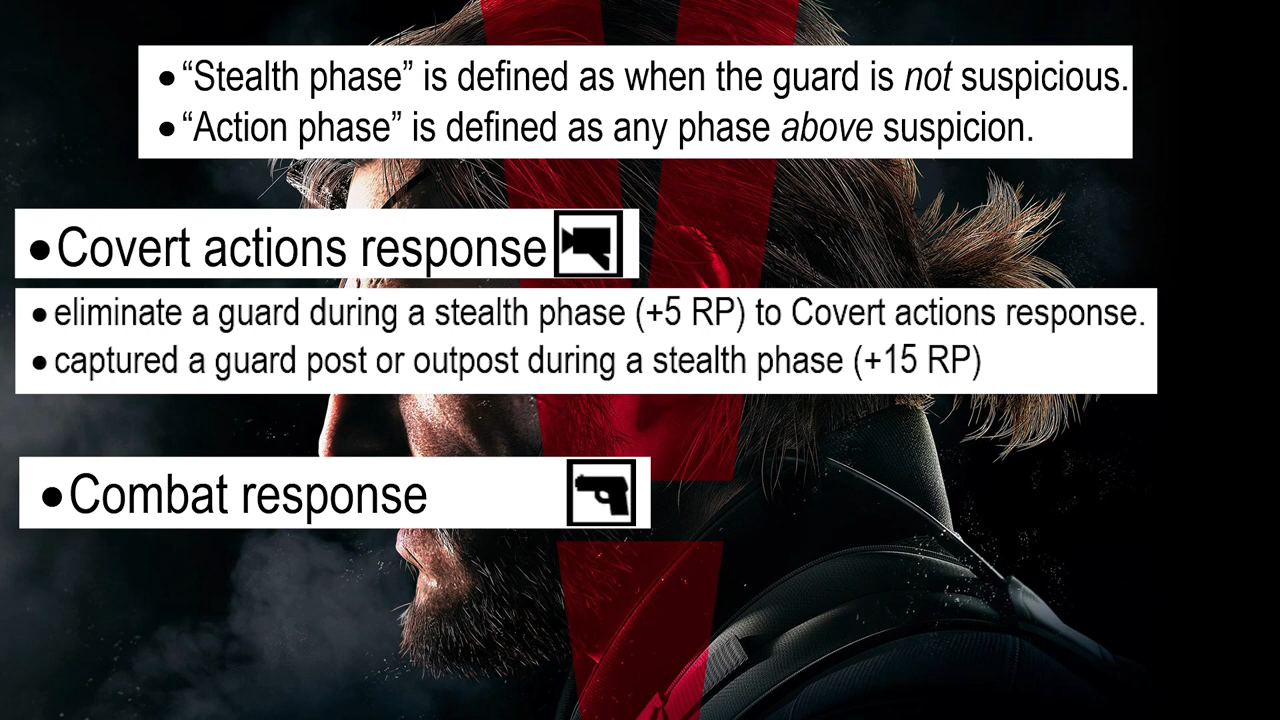 • “Stealth phase” is defined as when the guard is not suspicious.
• “Action phase” is defined as any phase above suspicion.
• Covert actions response
• eliminate a guard during a stealth phase (+5 RP) to Covert actions response.
• captured a guard post or outpost during a stealth phase (+15 RP)
• Combat response